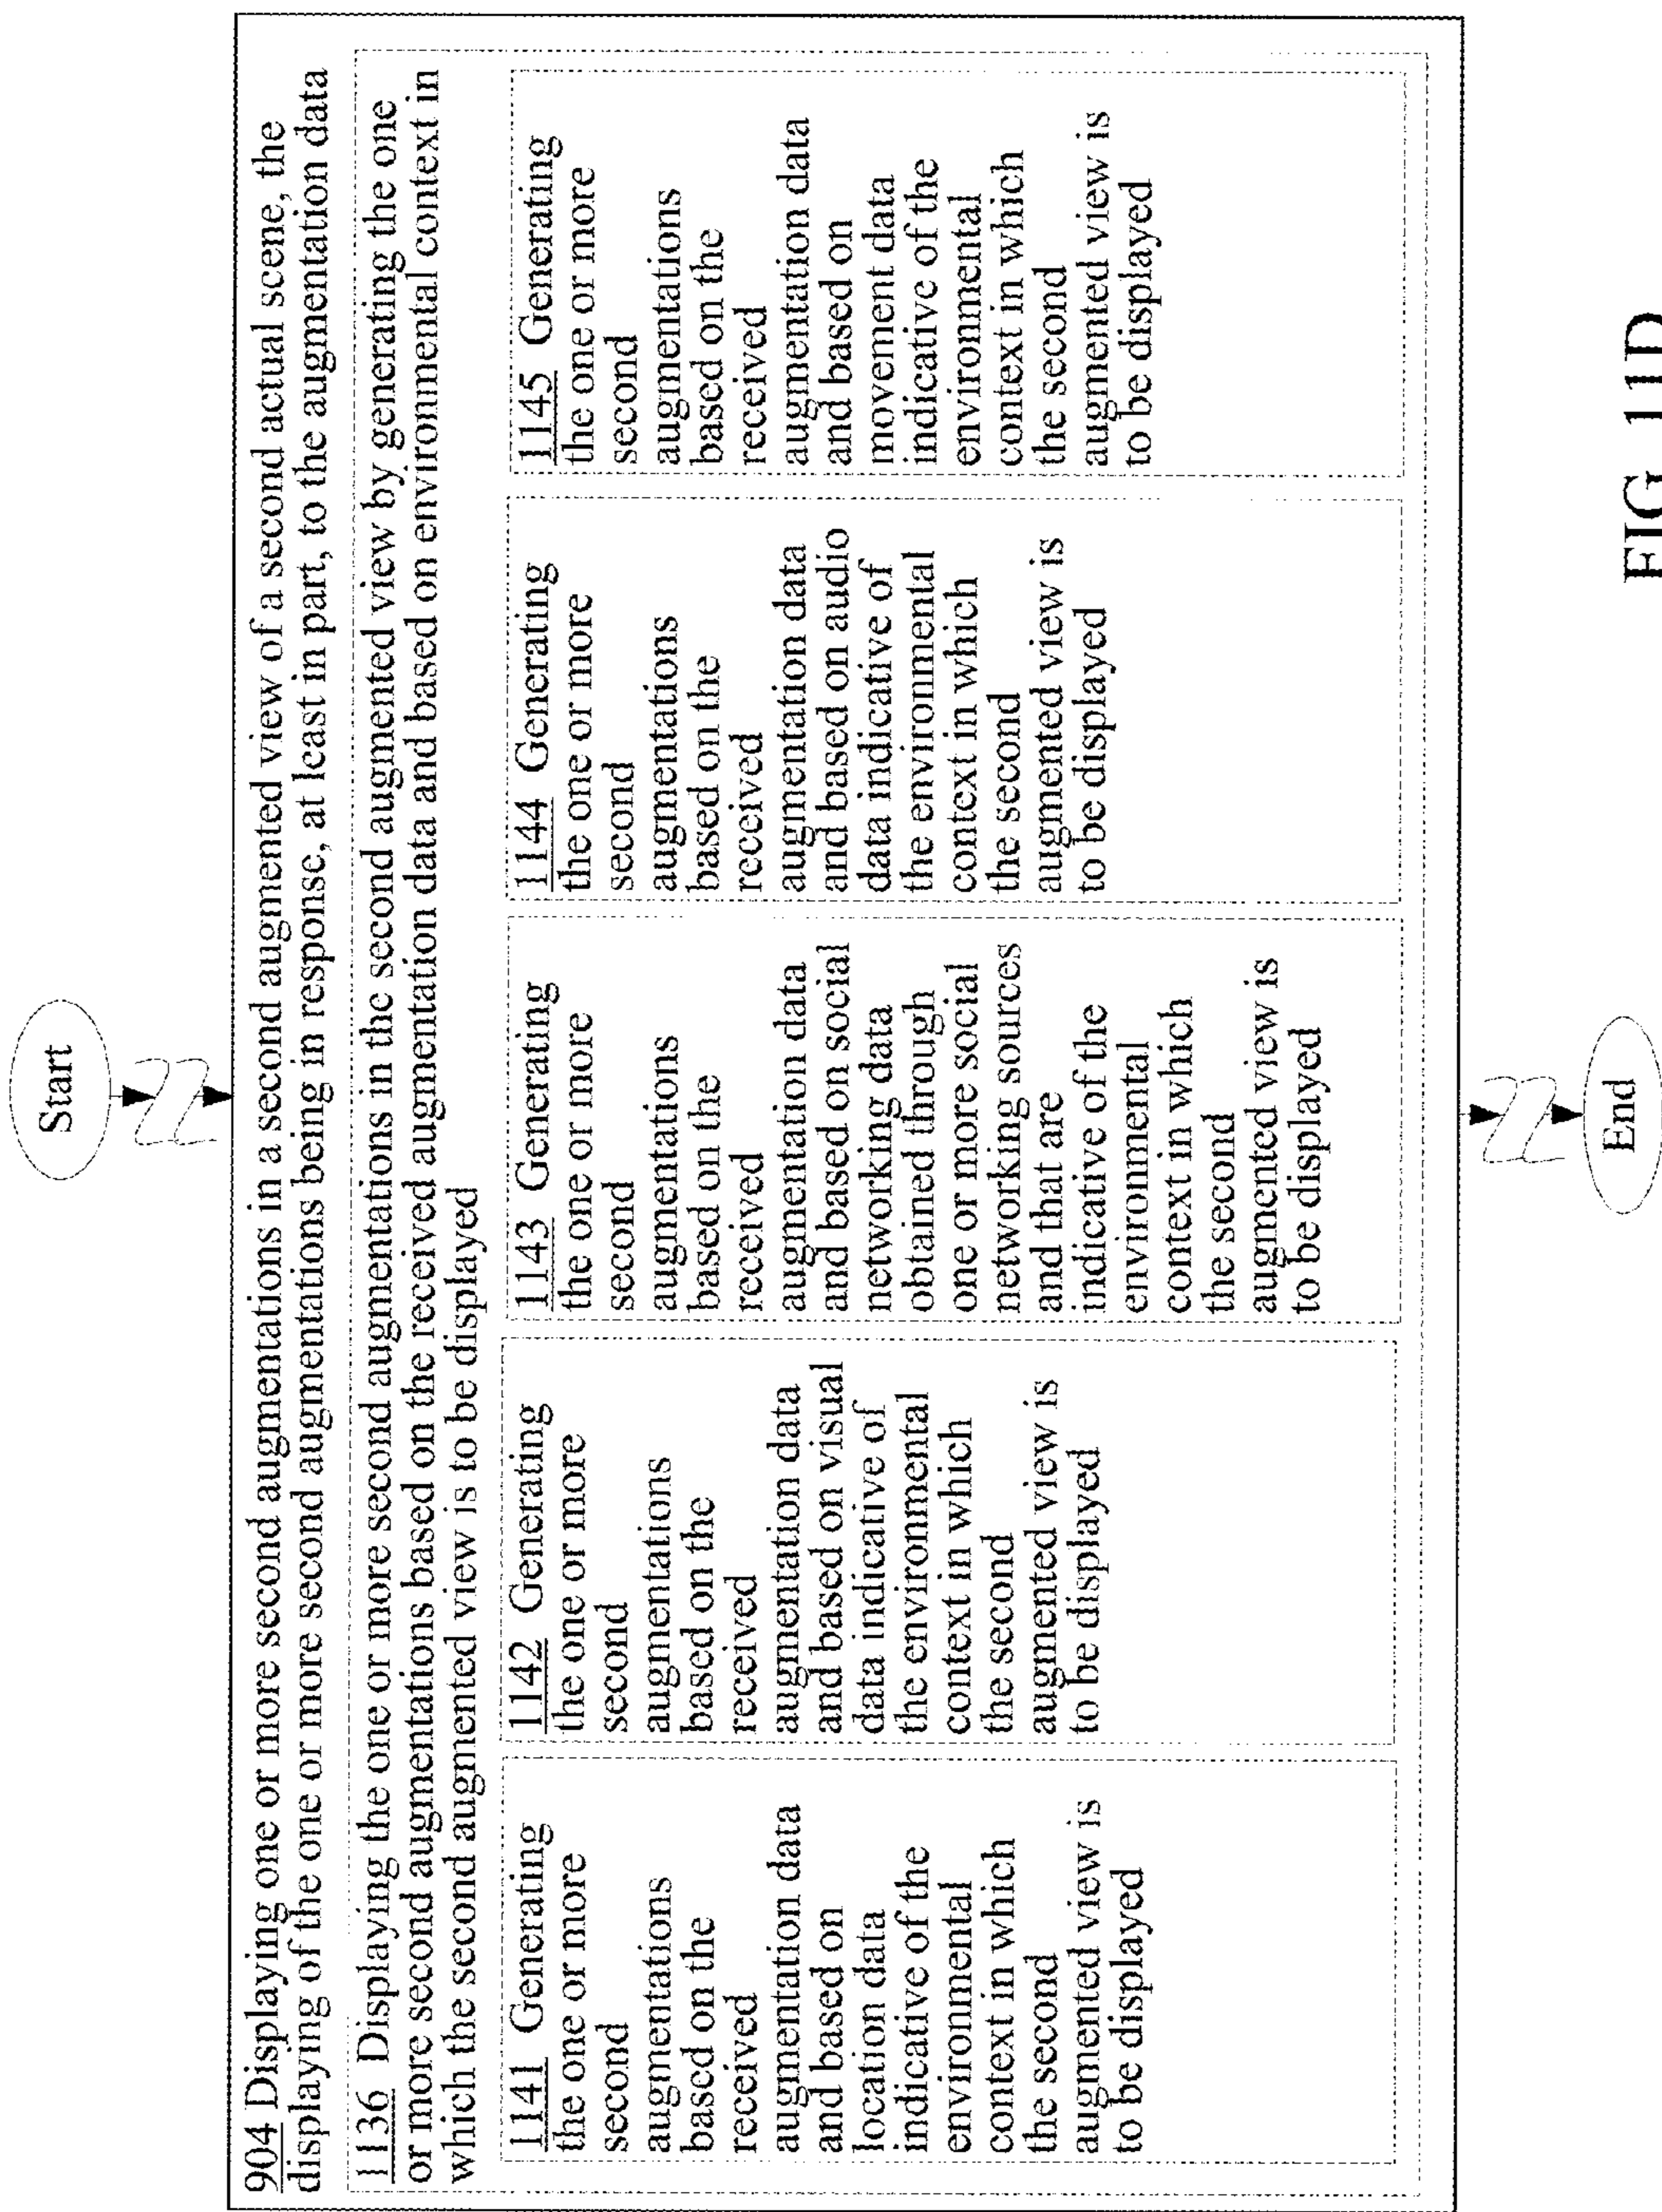 Start
904 Displaying one or more second augmentations in a second augmented view of a second actual scene, the
displaying of the one or more second augmentations being in response, at least in part, to the augmentation data
1136 Displaying the one or more second augmentations in the second augmented view by generating the one
or more second augmentations based on the received augmentation data and based on environmental context in
which the second augmented view is to be displayed
1141 Generating
the one or more
second
augmentations
based on the
received
augmentation data
and based on
location data
indicative of the
environmental
context in which
the second
augmented view is
to be displayed
1142 Generating
the one or more
second
augmentations
based on the
received
augmentation data
and based on visual
data indicative of
the environmental
context in which
the second
augmented view is
to be displayed
1143 Generating
the one or more
second
augmentations
based on the
received
augmentation data
and based on social
networking data
obtained through
one or more social
networking sources
and that are
indicative of the
environmental
context in which
the second
augmented view is
to be displayed
1144 Generating
the one or more
second
augmentations
based on the
received
augmentation data
and based on audio
data indicative of
the environmental
context in which
the second
augmented view is
to be displayed
1145 Generating
the one or more
second
augmentations
based on the
received
augmentation data
and based on
movement data
indicative of the
environmental
context in which
the second
augmented view is
to be displayed
End
FIG. 11D